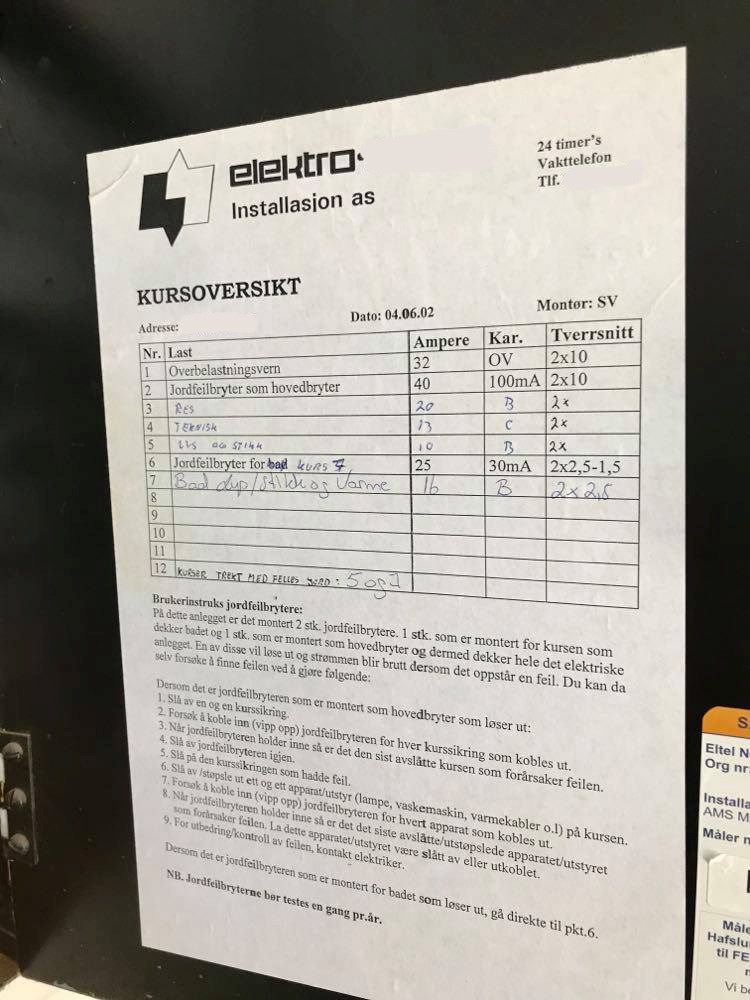 elektro
Installasjon as
24 timer's
Vakttelefon
Tlf.
KURSOVERSIKT
Adresse:
Dato: 04.06.02
Montør: SV
Nr. Last Ampere Kar. Tverrsnitt
1 Overbelastningsvern 32 OV 2x10
2 Jordfeilbryter som hovedbryter 40 100mA 2x10
3 RES 20 B 2x
4 TEKNISK 13 C 2x
5 LYS OG STIKK 10 B 2x
6 Jordfeilbryter for bad KURS 7 25 30mA 2x2,5-1,5
7 Bad lys/stikk og Varme 16 B 2x2,5
8
9
10
11
12 KURSER TREKT MED FELLES JORD: 5 og 7
Brukerinstruks jordfeilbrytere:
På dette anlegget er det montert 2 stk. jordfeilbrytere. 1 stk. som er montert for kursen som
dekker badet og 1 stk. som er montert som hovedbryter og dermed dekker hele det elektriske
anlegget. En av disse vil løse ut og strømmen blir brutt dersom det oppstår en feil. Du kan da
selv forsøke å finne feilen ved å gjøre følgende:
Dersom det er jordfeilbryteren som er montert som hovedbryter som løser ut:
1. Slå av en og en kurssikring.
2. Forsøk å koble inn (vipp opp) jordfeilbryteren for hver kurssikring som kobles ut.
3. Når jordfeilbryteren holder inne så er det den sist avslåtte kursen som forårsaker feilen.
4. Slå av jordfeilbryteren igjen.
5. Slå på den kurssikringen som hadde feil.
6. Slå av /støpsle ut ett og ett apparat/utstyr (lampe, vaskemaskin, varmekabler o.l) på kursen.
7. Forsøk å koble inn (vipp opp) jordfeilbryteren for hvert apparat som kobles ut.
8. Når jordfeilbryteren holder inne så er det det siste avslåtte/utstøpslede apparatet/utstyret
som forårsaker feilen. La dette apparatet/utstyret være slått av eller utkoblet.
9. For utbedring/kontroll av feilen, kontakt elektriker.
Dersom det er jordfeilbryteren som er montert for badet som løser ut, gå direkte til pkt.6.
NB. Jordfeilbryterne bør testes en gang pr.år.
S
Eltel N
Org nr:
Installa
AMS M
Måler n
Måle
Hafslu
til FE
Vi b